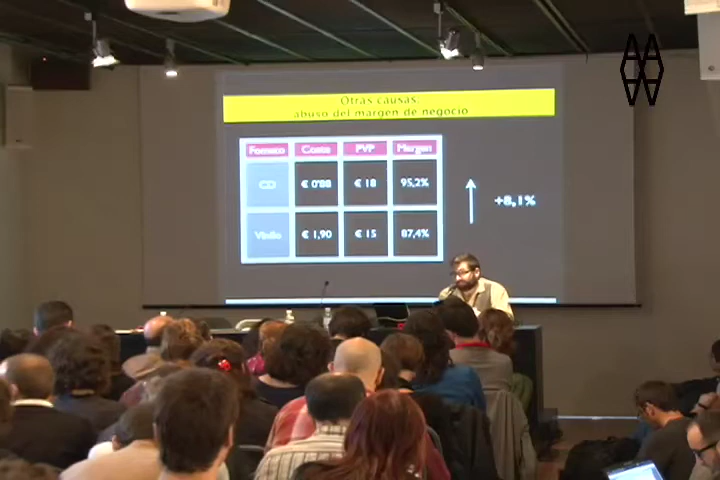 Otras causas:
abuso del margen de negocio
Formato Coste PVP Margen
CD € 0'88 € 18 95,2%
Vinilo € 1,90 € 15 87,4%
+8,1%